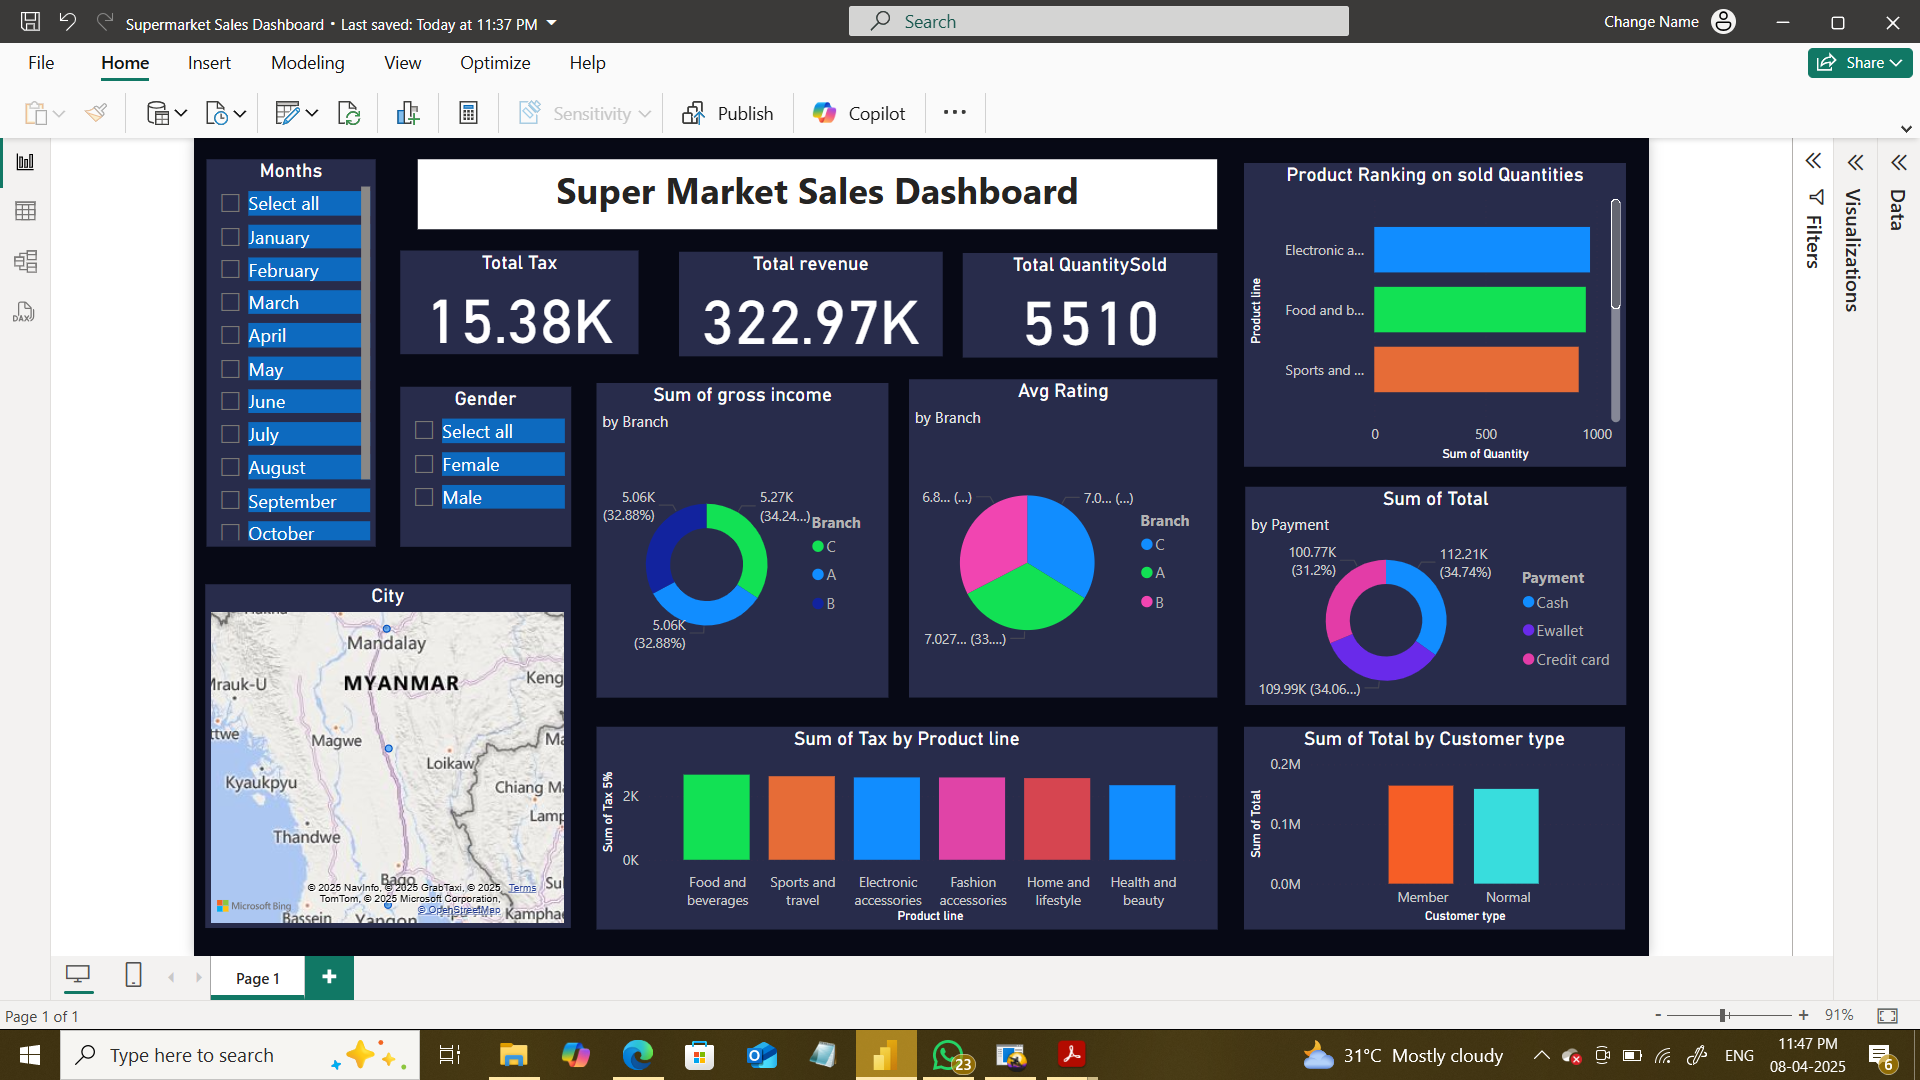 Supermarket Sales Dashboard • Last saved: Today at 11:37 PM
Search
Change Name
File Home Insert Modeling View Optimize Help
Share
Sensitivity
Publish
Copilot
Months
Select all
January
February
March
April
May
June
July
August
September
October
Super Market Sales Dashboard
Total Tax
15.38K
Total revenue
322.97K
Total QuantitySold
5510
Gender
Select all
Female
Male
Sum of gross income
by Branch
5.06K
(32.88%)
5.27K
(34.24...)
5.06K
(32.88%)
Branch
C
A
B
Avg Rating
by Branch
6.8... (...)
7.0... (...)
7.027... (33....)
Branch
C
A
B
Product Ranking on sold Quantities
Product line
Electronic a...
Food and b...
Sports and ...
0 500 1000
Sum of Quantity
Sum of Total
by Payment
100.77K
(31.2%)
112.21K
(34.74%)
109.99K (34.06...)
Payment
Cash
Ewallet
Credit card
City
Mandalay
MYANMAR
Mrauk-U
Keng
Magwe
Loikaw
Kyaukpyu
Chiang M
Lamp
Thandwe
Bago
© 2025 NavInfo, © 2025 GrabTaxi, © 2025 Terms
TomTom, © 2025 Microsoft Corporation,
© OpenStreetMap
Microsoft Bing
Bassein
Yangon
Kamphae
Sum of Tax by Product line
Sum of Tax 5%
2K
0K
Food and
beverages
Sports and
travel
Electronic
accessories
Fashion
accessories
Home and
lifestyle
Health and
beauty
Product line
Sum of Total by Customer type
Sum of Total
0.2M
0.1M
0.0M
Member Normal
Customer type
Filters
Visualizations
Data
DAX
Page 1
Page 1 of 1
91%
Type here to search
23
31°C Mostly cloudy
ENG
11:47 PM
08-04-2025
6